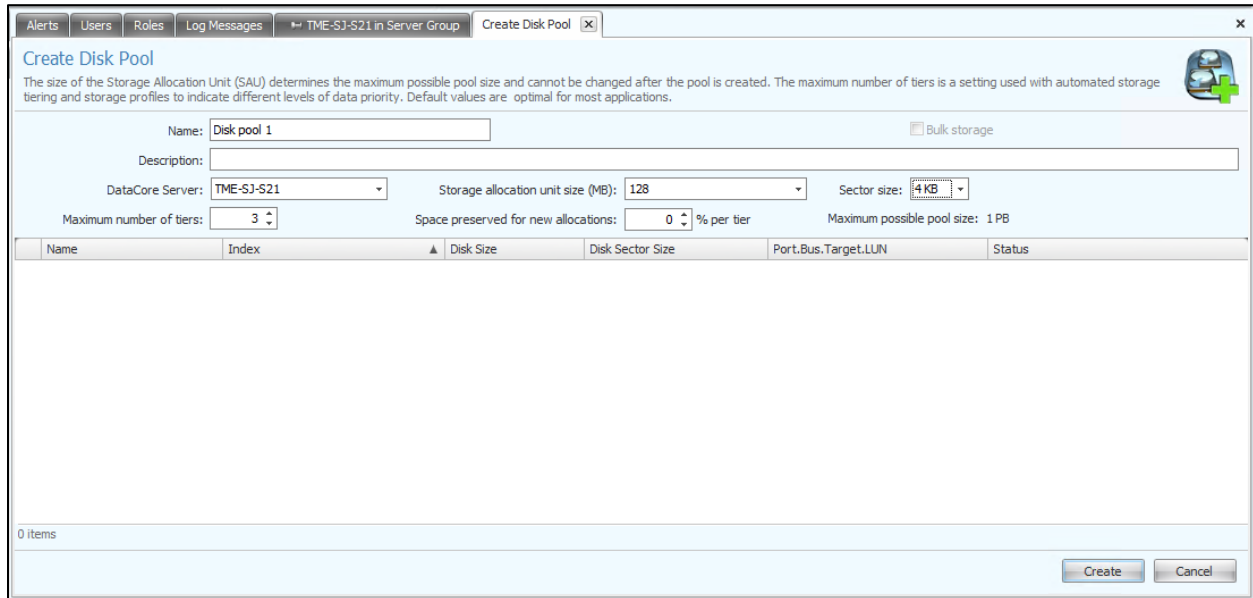 Alerts Users Roles Log Messages TME-SJ-S21 in Server Group Create Disk Pool
Create Disk Pool
The size of the Storage Allocation Unit (SAU) determines the maximum possible pool size and cannot be changed after the pool is created. The maximum number of tiers is a setting used with automated storage
tiering and storage profiles to indicate different levels of data priority. Default values are optimal for most applications.
Name: Disk pool 1 Bulk storage
Description:
DataCore Server: TME-SJ-S21 Storage allocation unit size (MB): 128 Sector size: 4 KB
Maximum number of tiers: 3 Space preserved for new allocations: 0 % per tier Maximum possible pool size: 1 PB
Name Index Disk Size Disk Sector Size Port.Bus.Target.LUN Status
0 items
Create Cancel